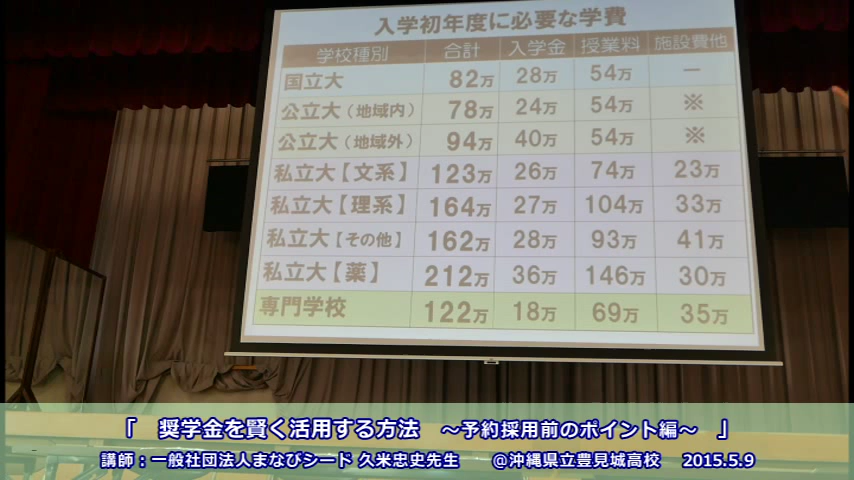 入学初年度に必要な学費
学校種別 合計 入学金 授業料 施設費他
国立大 82万 28万 54万 ー
公立大(地域内) 78万 24万 54万 ※
公立大(地域外) 94万 40万 54万 ※
私立大【文系】 123万 26万 74万 23万
私立大【理系】 164万 27万 104万 33万
私立大【その他】 162万 28万 93万 41万
私立大【薬】 212万 36万 146万 30万
専門学校 122万 18万 69万 35万
「 奨学金を賢く活用する方法 ～予約採用前のポイント編～ 」
講師：一般社団法人まなびシード 久米忠史先生 @沖縄県立豊見城高校 2015.5.9